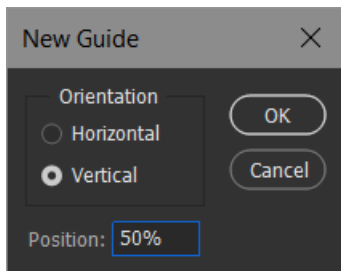 New Guide
Orientation
Horizontal
Vertical
OK
Cancel
Position: 50%